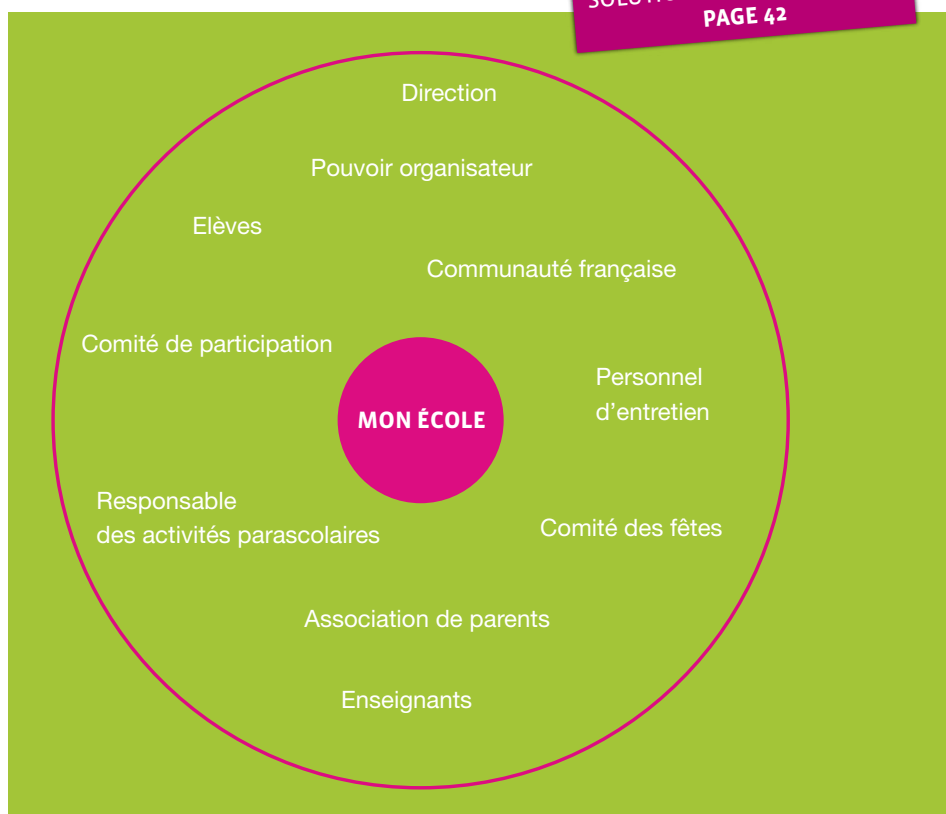 PAGE 42
Direction
Pouvoir organisateur
Elèves
Communauté française
Comité de participation
Personnel
d'entretien
MON ÉCOLE
Responsable
des activités parascolaires
Comité des fêtes
Association de parents
Enseignants